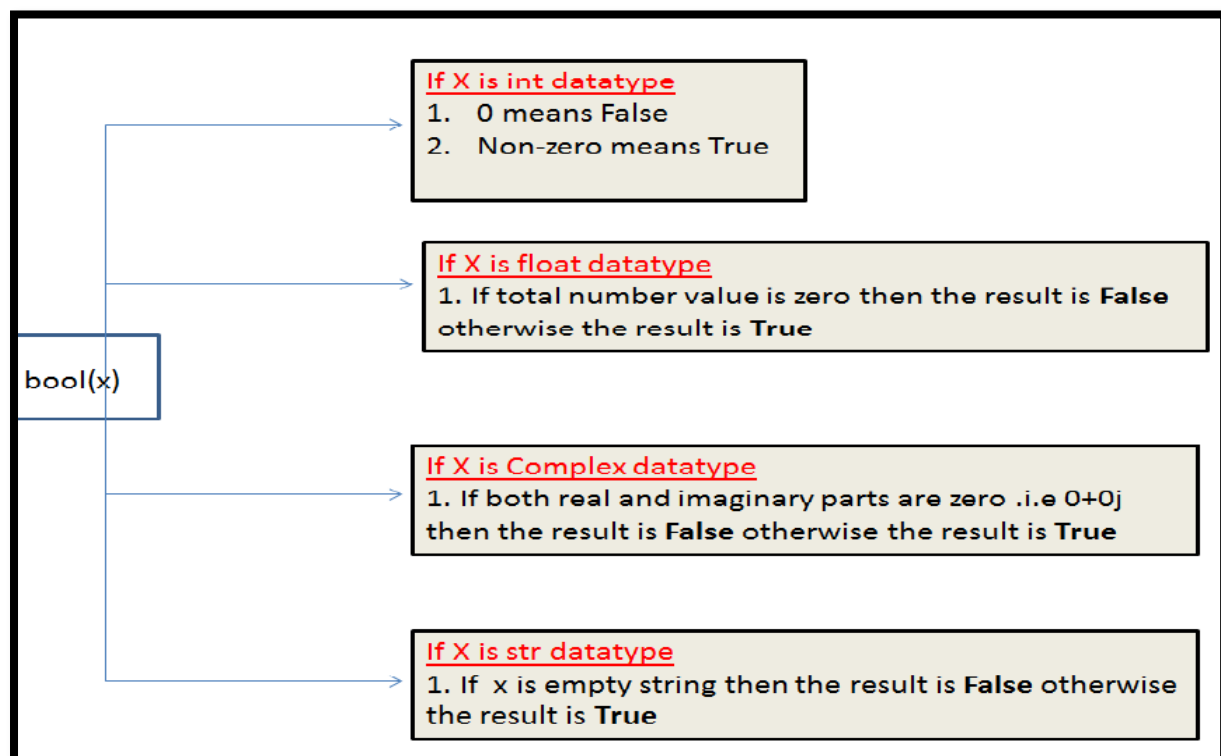 If X is int datatype
1. 0 means False
2. Non-zero means True
If X is float datatype
1. If total number value is zero then the result is False
otherwise the result is True
bool(x)
If X is Complex datatype
1. If both real and imaginary parts are zero .i.e 0+0j
then the result is False otherwise the result is True
If X is str datatype
1. If x is empty string then the result is False otherwise
the result is True